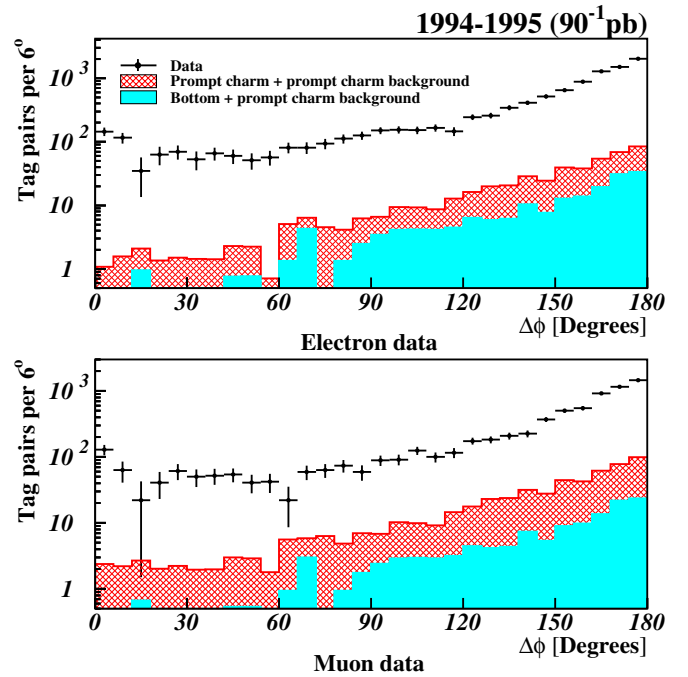 1994-1995 (90⁻¹pb)
Tag pairs per 6°
Data
Prompt charm + prompt charm background
Bottom + prompt charm background
10³
10²
10
1
0 30 60 90 120 150 180
Δϕ [Degrees]
Electron data
Tag pairs per 6°
10³
10²
10
1
0 30 60 90 120 150 180
Δϕ [Degrees]
Muon data